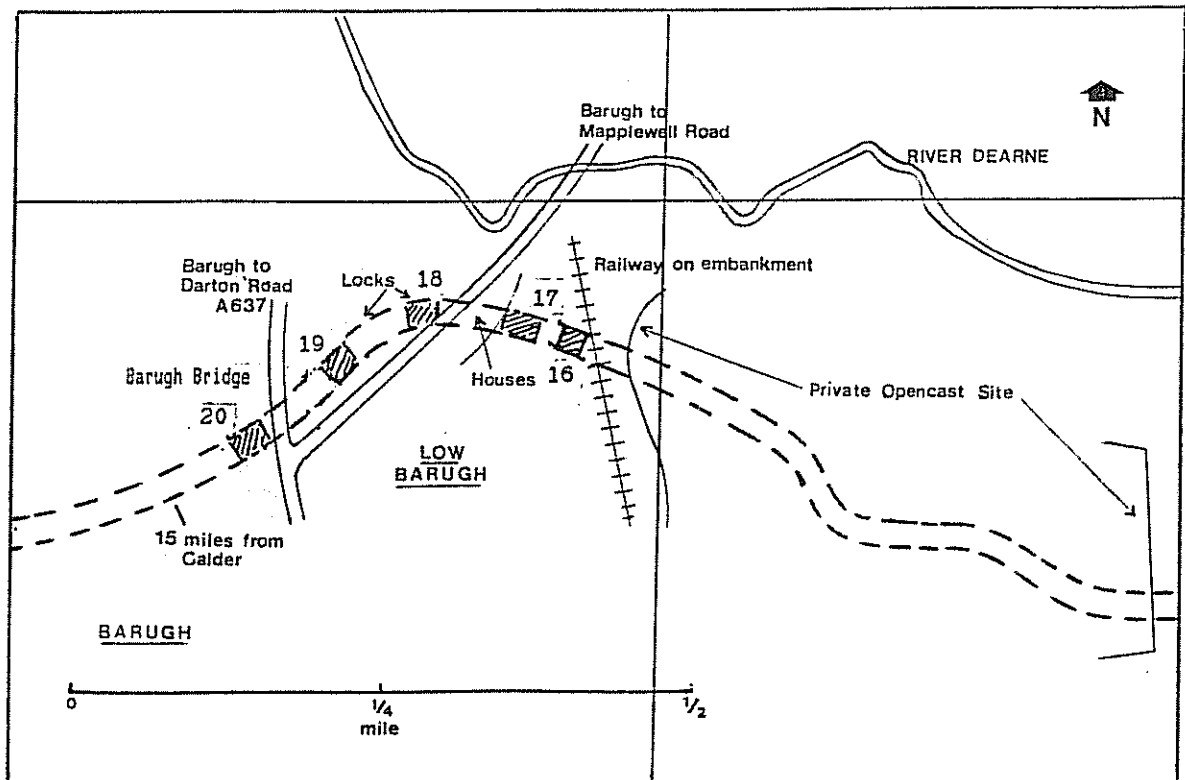 Barugh to
Mapplewell Road
N
RIVER DEARNE
Barugh to
Darton Road
A637
Locks
18
Railway on embankment
17
19
Barugh Bridge
Houses
16
Private Opencast Site
20
LOW
BARUGH
15 miles from
Calder
BARUGH
0
1/4
1/2
mile